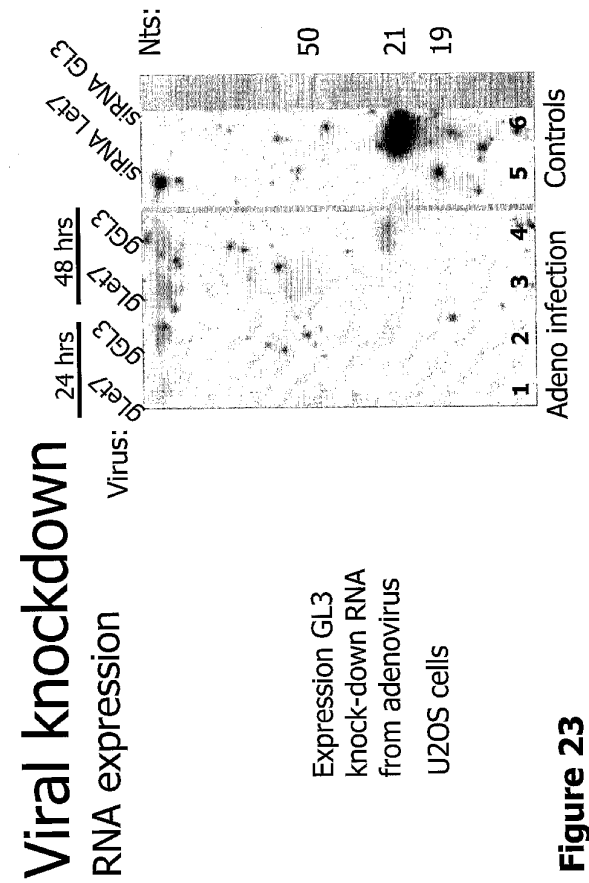 Viral knockdown
RNA expression
24 hrs
48 hrs
Virus:
gLet7
gGL3
gLet7
gGL3
siRNA Let7
siRNA GL3
Nts:
50
21
19
1 2 3 4 5 6
Adeno infection
Controls
Expression GL3
knock-down RNA
from adenovirus
U2OS cells
Figure 23